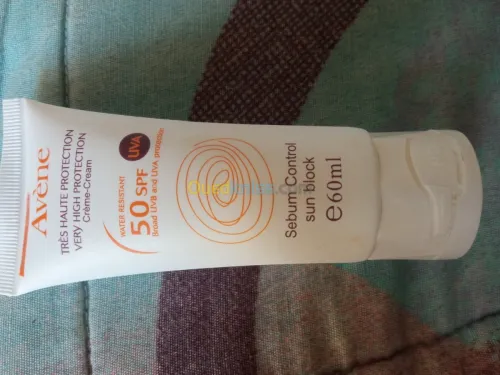 Avène
TRÈS HAUTE PROTECTION
VERY HIGH PROTECTION
Crème-Cream
WATER RESISTANT
50 SPF
UVA
broad UVB and UVA protection
Sebum Control
sun block
℮60ml